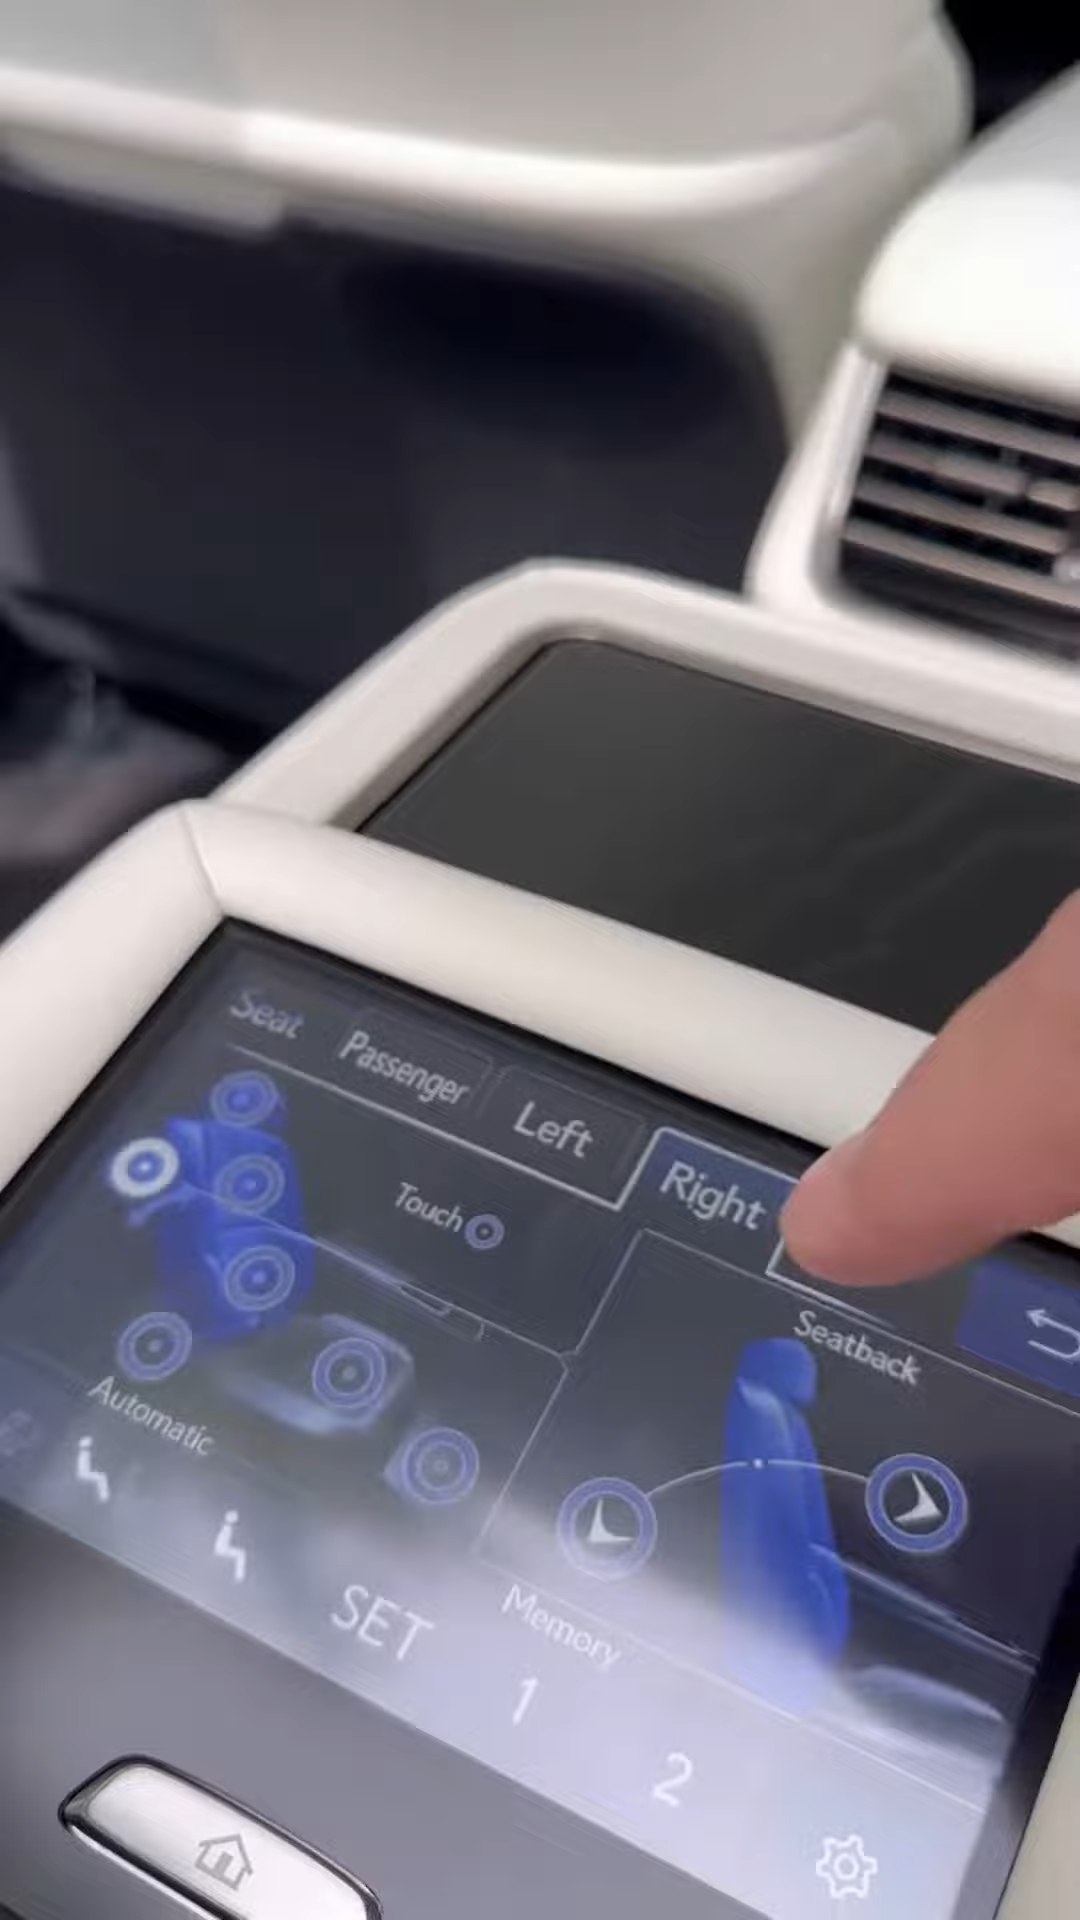 Seat
Passenger
Left
Right
Touch
Seatback
Automatic
SET
Memory
1
2